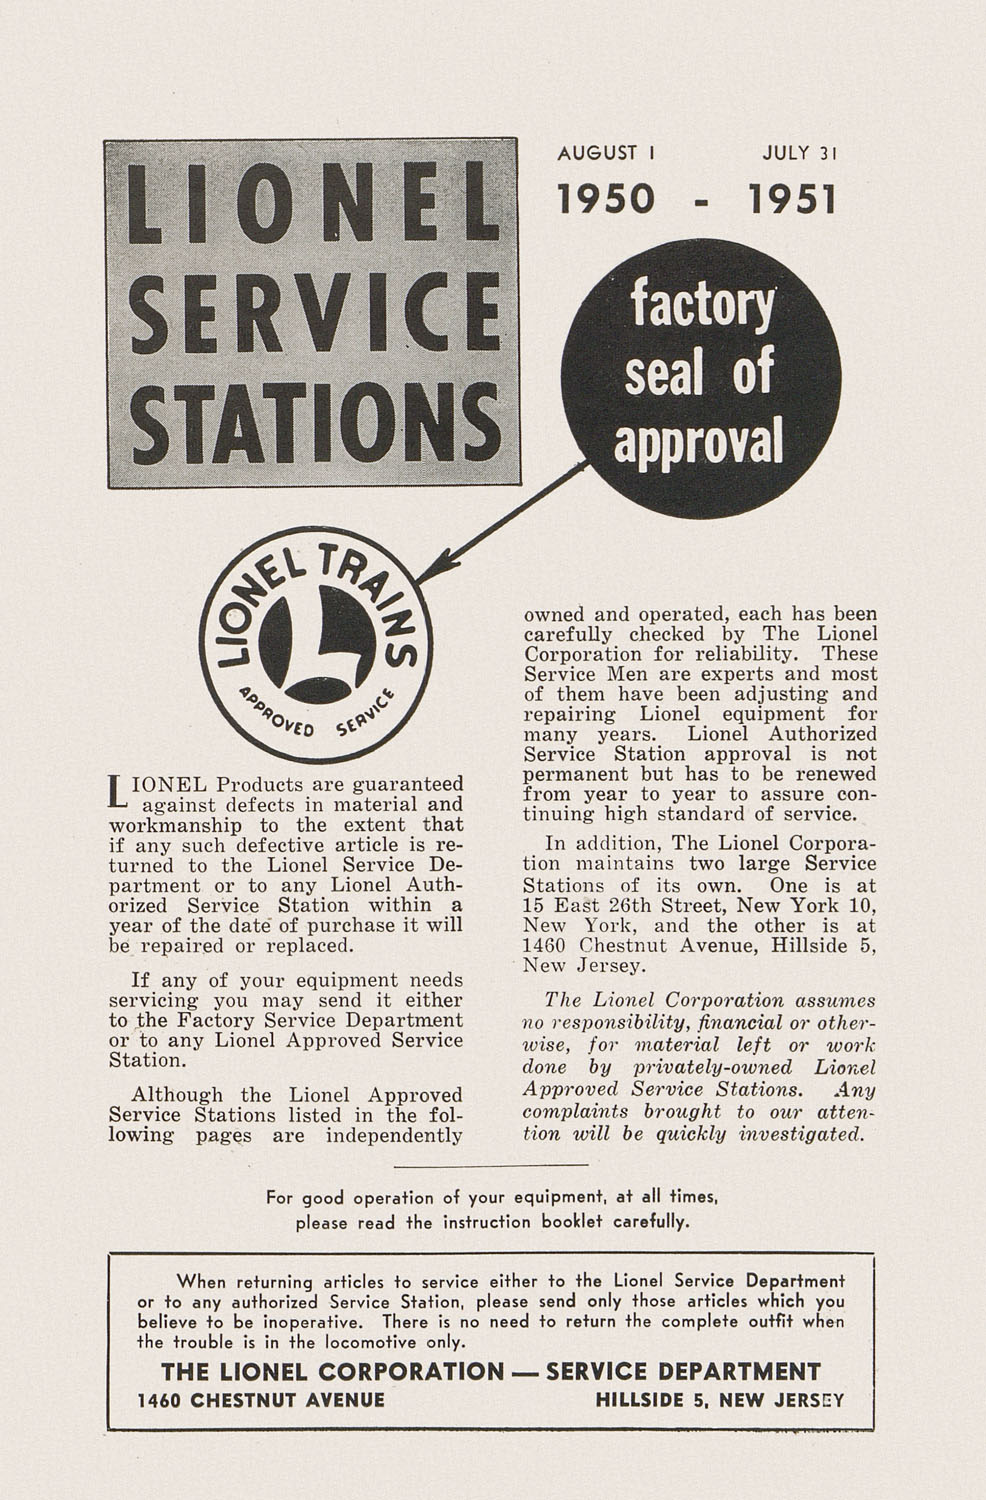 LIONEL
SERVICE
STATIONS
AUGUST 1 JULY 31
1950 - 1951
factory
seal of
approval
LIONEL TRAINS
L
APPROVED SERVICE
LIONEL Products are guaranteed
against defects in material and
workmanship to the extent that
if any such defective article is re-
turned to the Lionel Service De-
partment or to any Lionel Auth-
orized Service Station within a
year of the date of purchase it will
be repaired or replaced.
If any of your equipment needs
servicing you may send it either
to the Factory Service Department
or to any Lionel Approved Service
Station.
Although the Lionel Approved
Service Stations listed in the fol-
lowing pages are independently
owned and operated, each has been
carefully checked by The Lionel
Corporation for reliability. These
Service Men are experts and most
of them have been adjusting and
repairing Lionel equipment for
many years. Lionel Authorized
Service Station approval is not
permanent but has to be renewed
from year to year to assure con-
tinuing high standard of service.
In addition, The Lionel Corpora-
tion maintains two large Service
Stations of its own. One is at
15 East 26th Street, New York 10,
New York, and the other is at
1460 Chestnut Avenue, Hillside 5,
New Jersey.
The Lionel Corporation assumes
no responsibility, financial or other-
wise, for material left or work
done by privately-owned Lionel
Approved Service Stations. Any
complaints brought to our atten-
tion will be quickly investigated.
For good operation of your equipment, at all times,
please read the instruction booklet carefully.
When returning articles to service either to the Lionel Service Department
or to any authorized Service Station, please send only those articles which you
believe to be inoperative. There is no need to return the complete outfit when
the trouble is in the locomotive only.
THE LIONEL CORPORATION — SERVICE DEPARTMENT
1460 CHESTNUT AVENUE HILLSIDE 5, NEW JERSEY